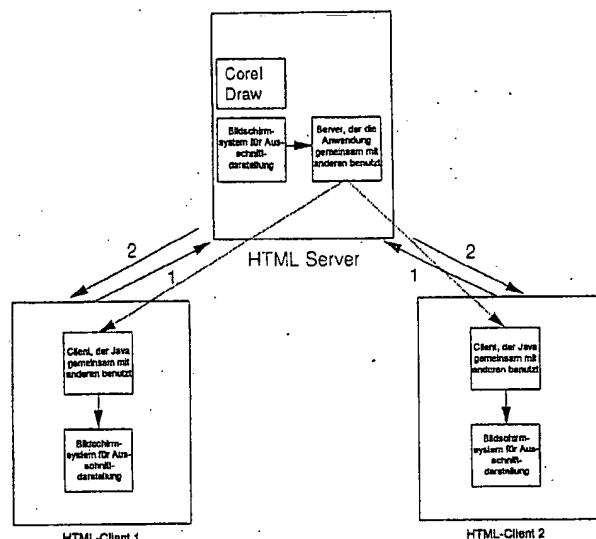 Corel
Draw
Bildschirm-
system für Aus-
schnitt-
darstellung
Server, der die
Anwendung
gemeinsam mit
anderen benutzt
2
1
HTML Server
1
2
Client, der Java
gemeinsam mit
anderen benutzt
Bildschirm-
system für Aus-
schnitt-
darstellung
HTML-Client 1
Client, der Java
gemeinsam mit
anderen benutzt
Bildschirm-
system für Aus-
schnitt-
darstellung
HTML-Client 2